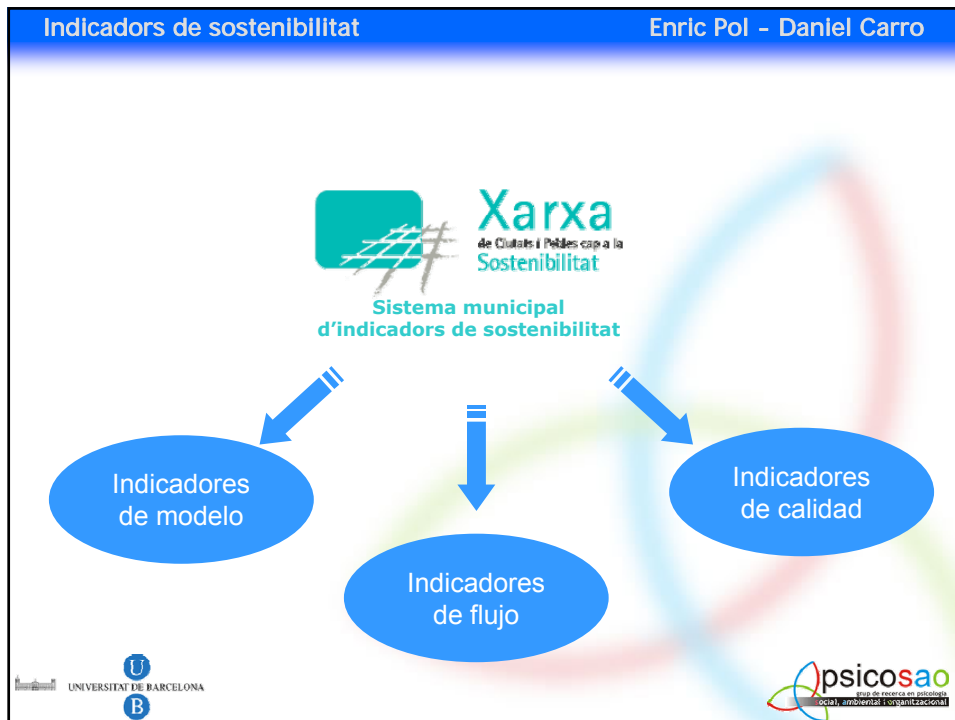 Indicadors de sostenibilitat Enric Pol - Daniel Carro
Xarxa
de Ciutats i Pobles cap a la
Sostenibilitat
Sistema municipal
d'indicadors de sostenibilitat
Indicadores
de modelo
Indicadores
de calidad
Indicadores
de flujo
U
UNIVERSITAT DE BARCELONA
B
psicosao
grup de recerca en psicologia
social, ambiental i organitzacional